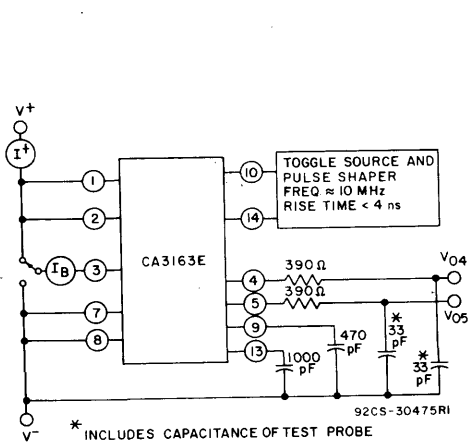 V+
I+
1
2
IB
3
7
8
CA3163E
10
14
TOGGLE SOURCE AND
PULSE SHAPER
FREQ ≈ 10 MHz
RISE TIME < 4 ns
4
390Ω
5
390Ω
9
13
VO4
VO5
1000
pF
470
pF
*
33
pF
*
33
pF
V-
92CS-30475R1
* INCLUDES CAPACITANCE OF TEST PROBE